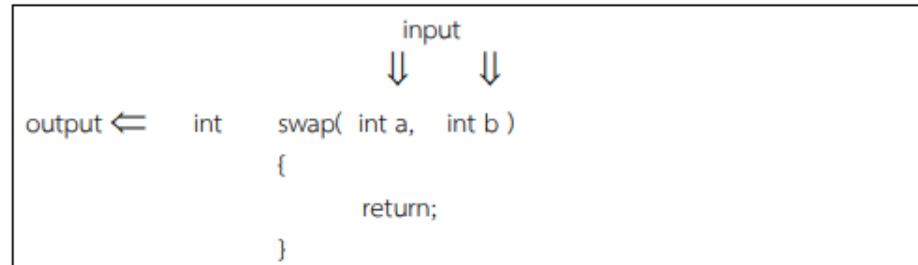 input
⇓ ⇓
output ⇐ int swap( int a, int b )
{
return;
}